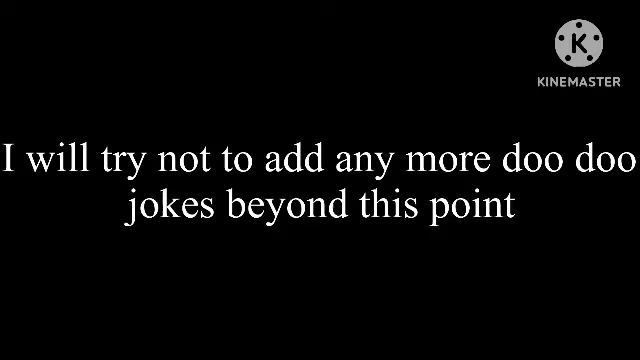 KINEMASTER
I will try not to add any more doo doo
jokes beyond this point